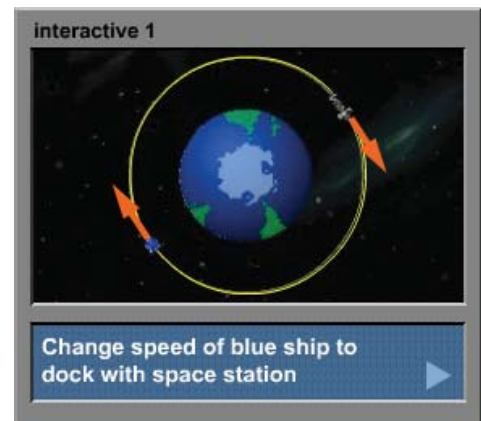 interactive 1
Change speed of blue ship to
dock with space station